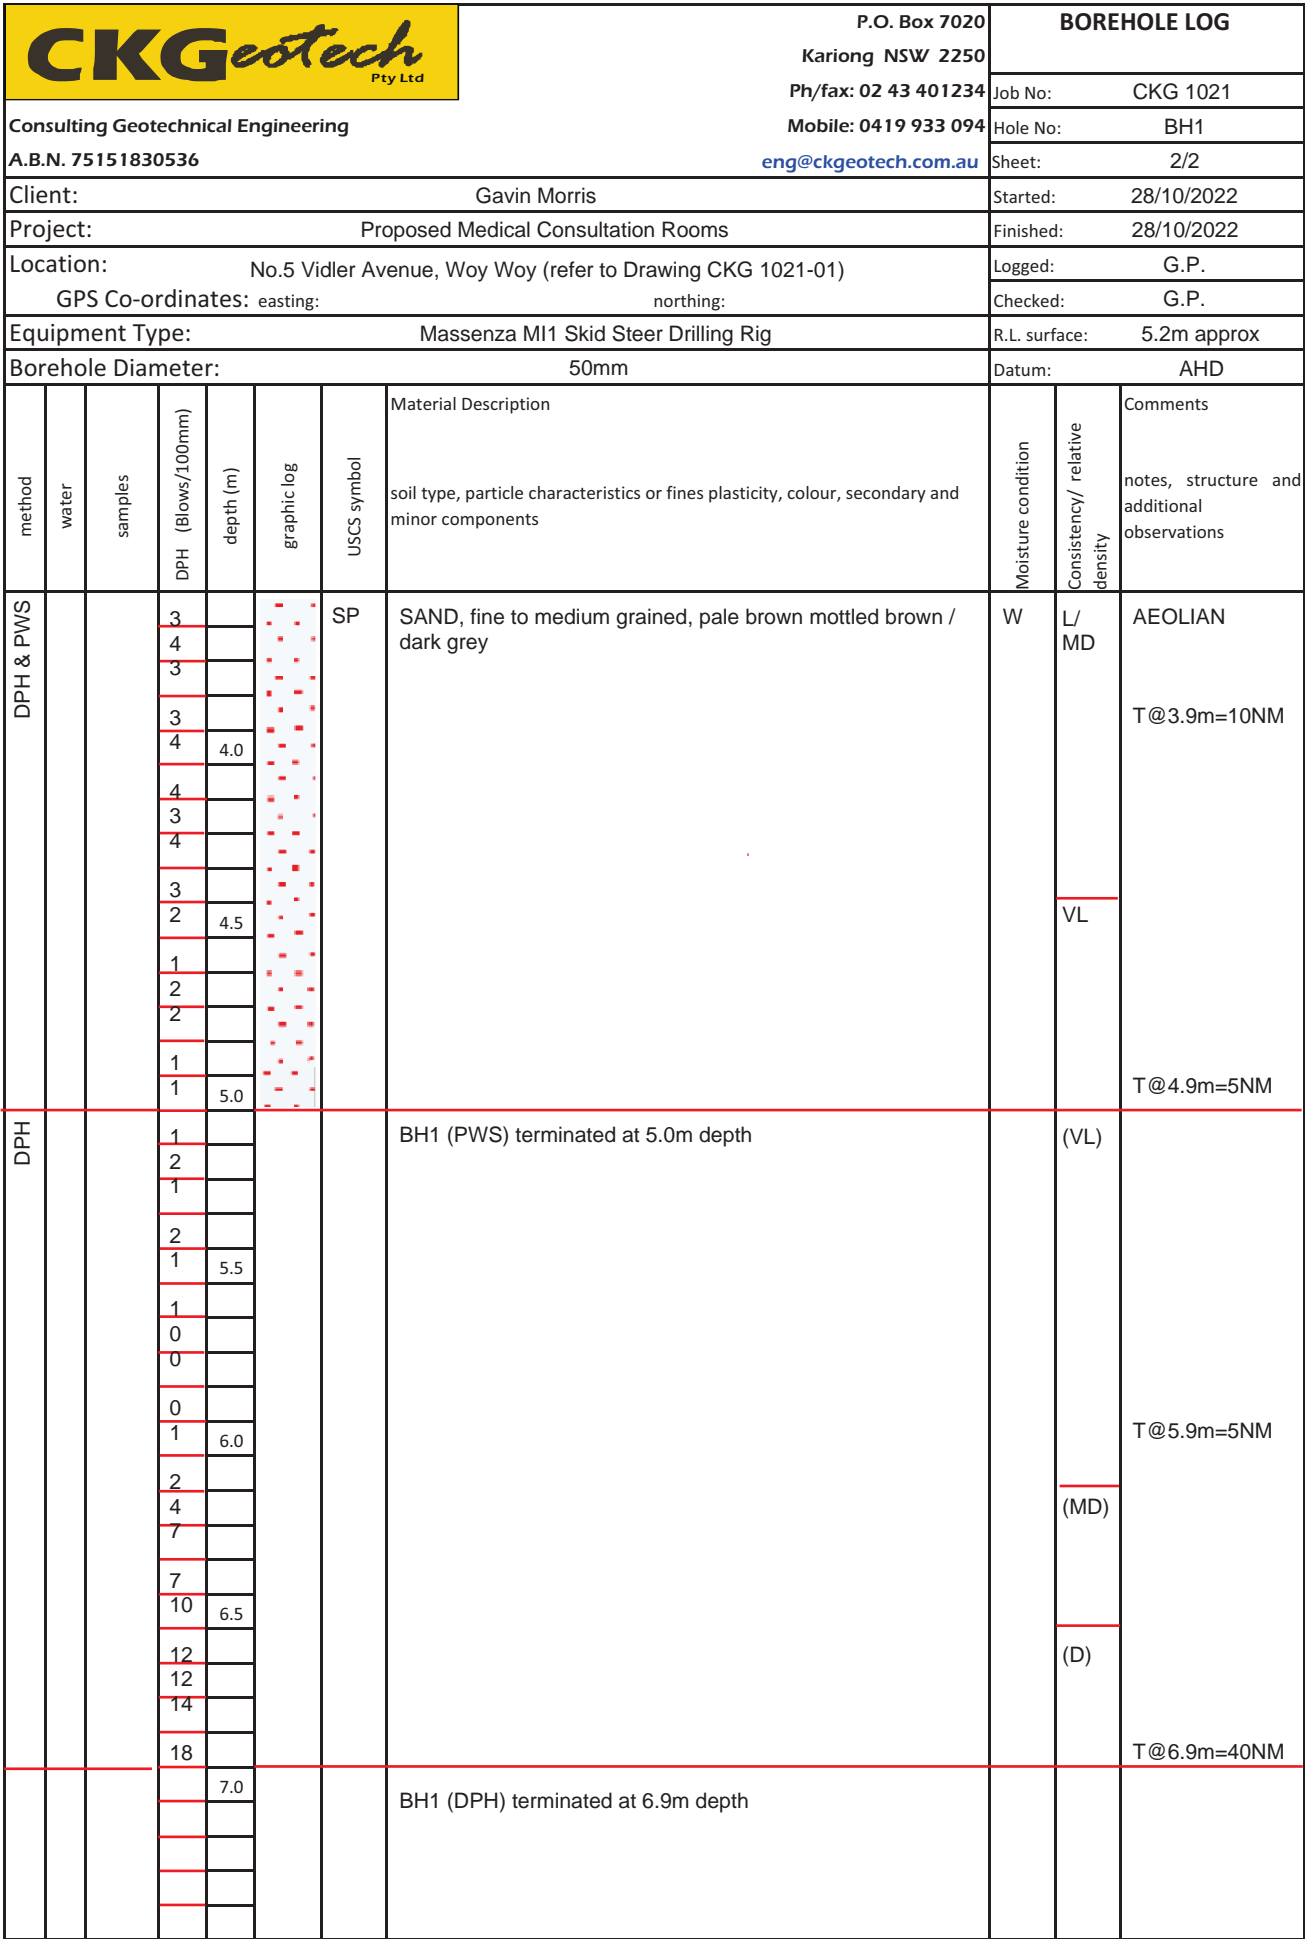 CKGeotech
Pty Ltd
P.O. Box 7020
Kariong NSW 2250
Ph/fax: 02 43 401234
Consulting Geotechnical Engineering
Mobile: 0419 933 094
A.B.N. 75151830536
eng@ckgeotech.com.au
BOREHOLE LOG
Job No: CKG 1021
Hole No: BH1
Sheet: 2/2
Client: Gavin Morris
Started: 28/10/2022
Project: Proposed Medical Consultation Rooms
Finished: 28/10/2022
Location: No.5 Vidler Avenue, Woy Woy (refer to Drawing CKG 1021-01)
Logged: G.P.
GPS Co-ordinates: easting: northing:
Checked: G.P.
Equipment Type: Massenza MI1 Skid Steer Drilling Rig
R.L. surface: 5.2m approx
Borehole Diameter: 50mm
Datum: AHD
method
water
samples
DPH (Blows/100mm)
depth (m)
graphic log
USCS symbol
Material Description
soil type, particle characteristics or fines plasticity, colour, secondary and
minor components
Moisture condition
Consistency/ relative
density
Comments
notes, structure and
additional
observations
DPH & PWS
3 SP SAND, fine to medium grained, pale brown mottled brown / W L/ AEOLIAN
4 dark grey MD
3
3 T@3.9m=10NM
4 4.0
4
3
4
3
2 4.5 VL
1
2
2
1
1 5.0 T@4.9m=5NM
DPH
1 BH1 (PWS) terminated at 5.0m depth (VL)
2
1
2
1 5.5
1
0
0
0
1 6.0 T@5.9m=5NM
2
4 (MD)
7
7
10 6.5
12 (D)
12
14
18 T@6.9m=40NM
7.0
BH1 (DPH) terminated at 6.9m depth